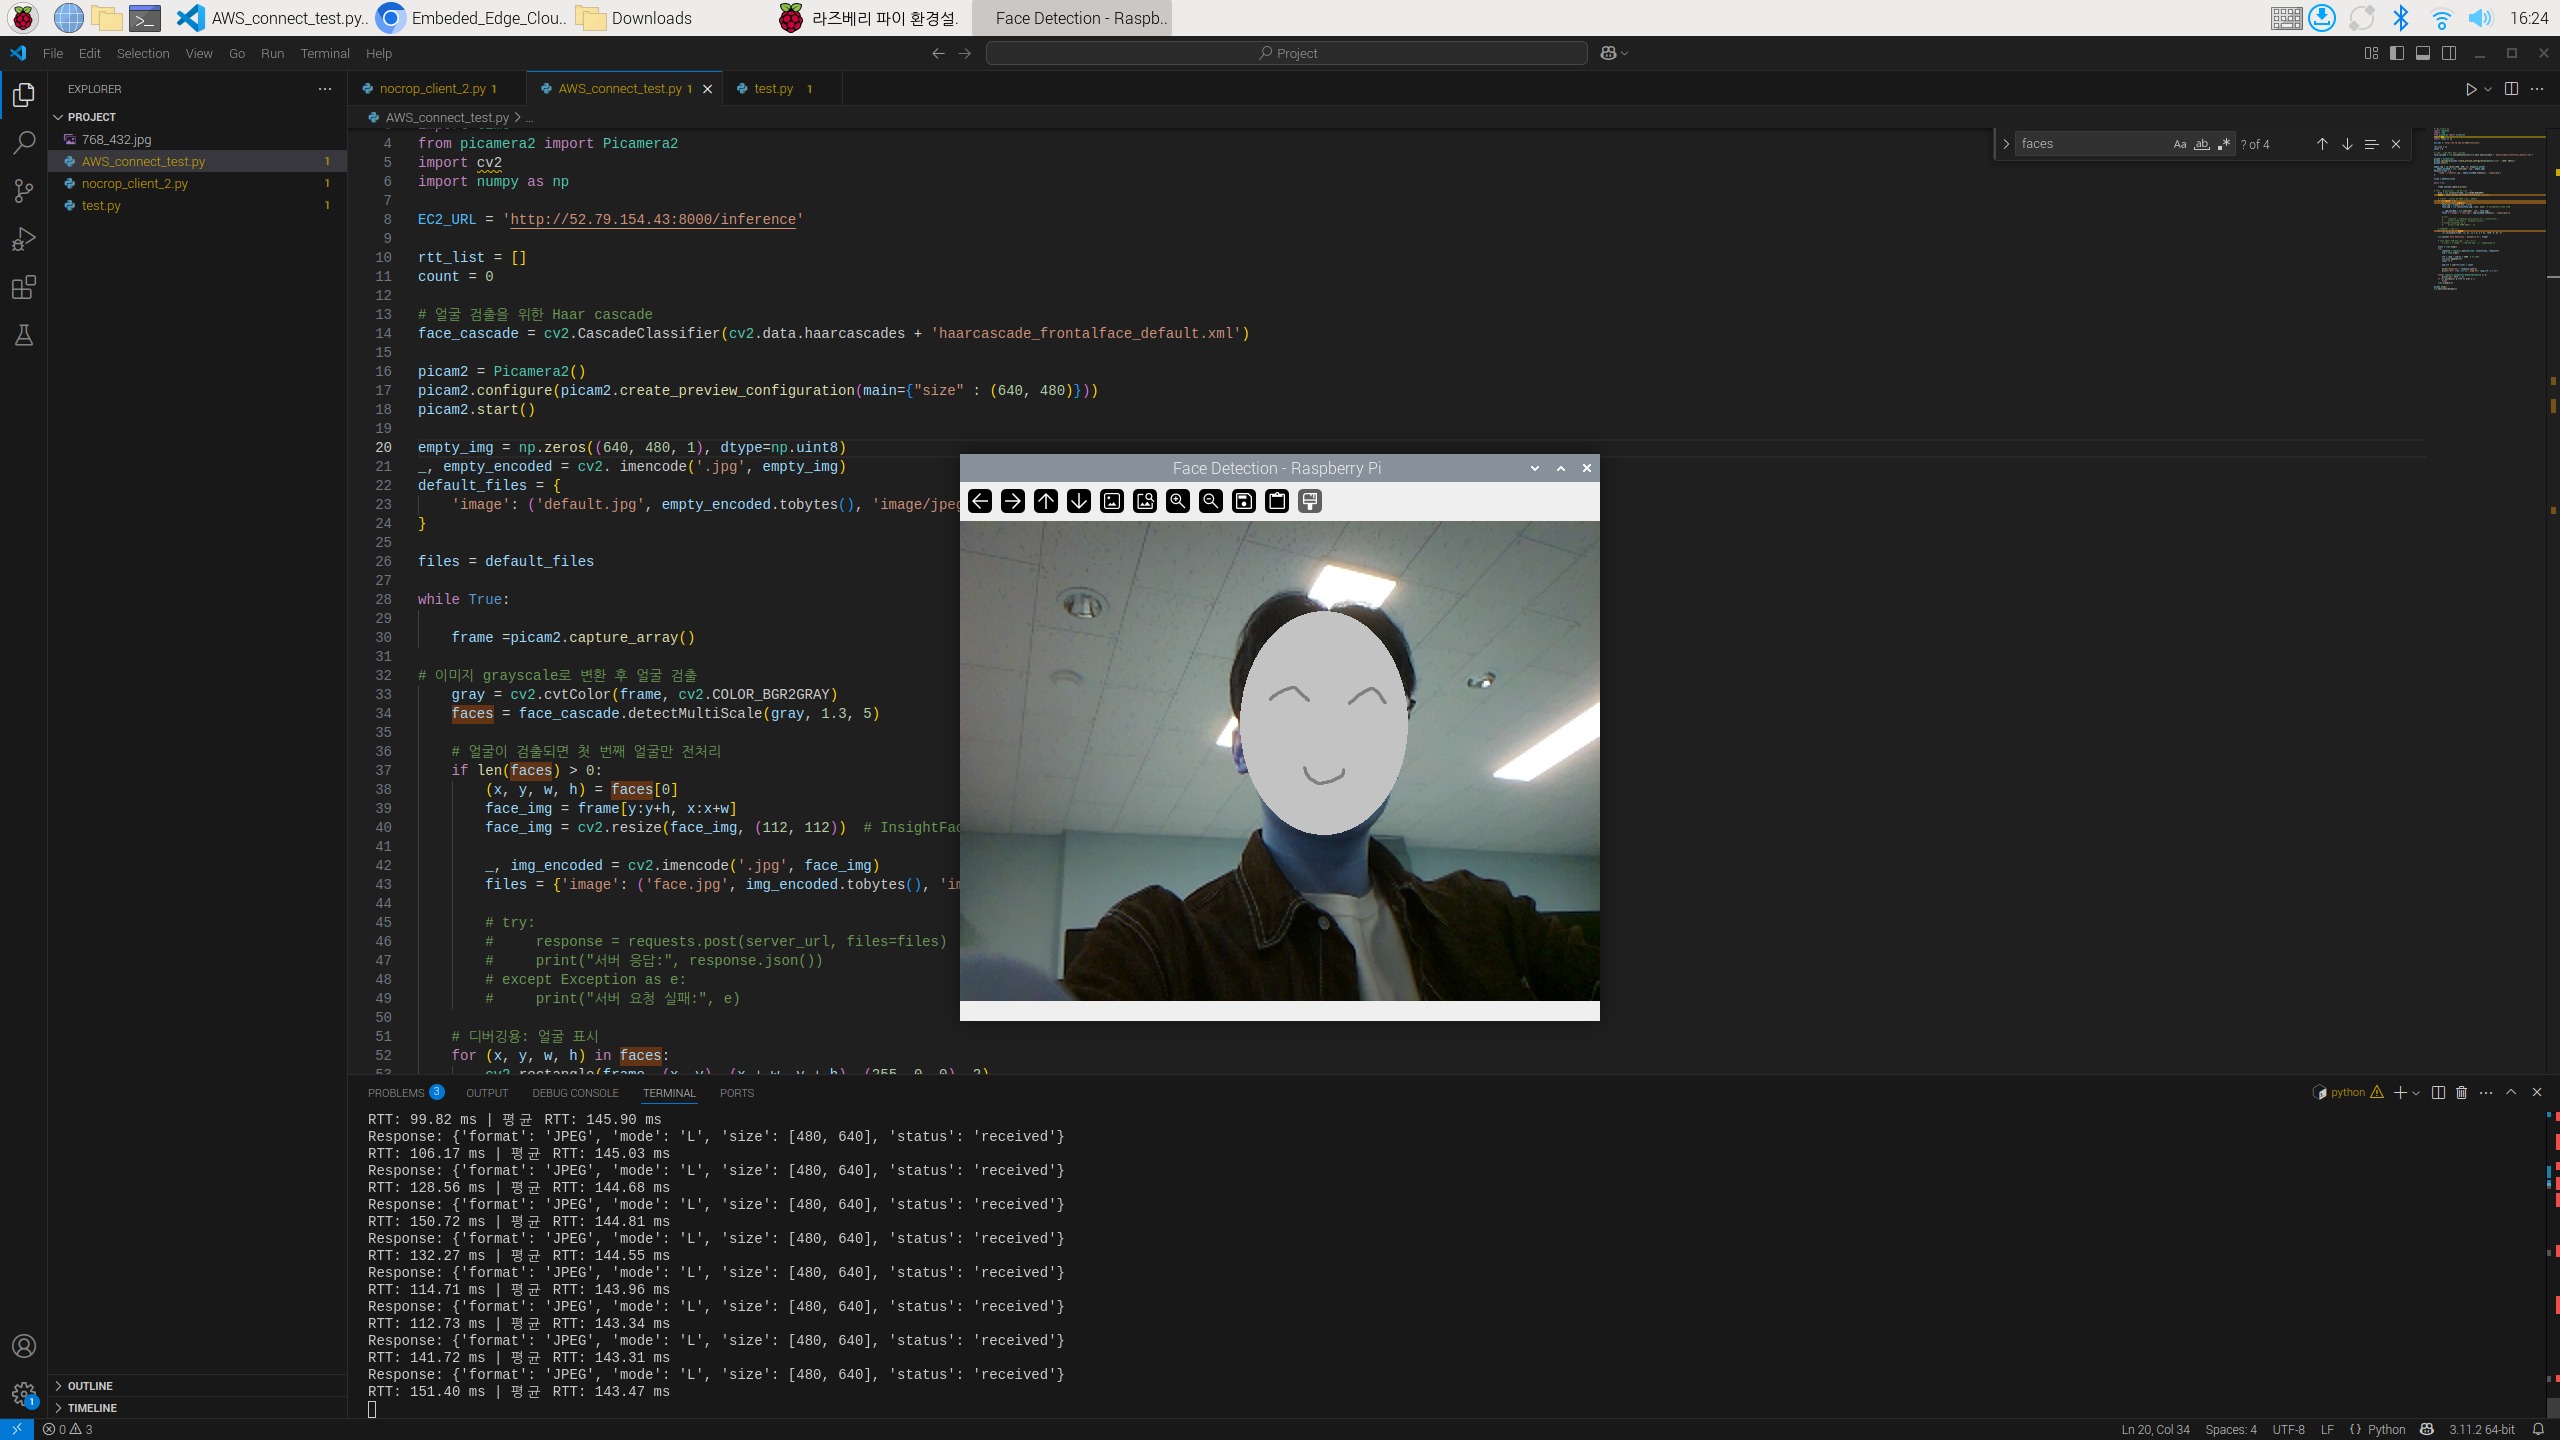 AWS_connect_test.py..
Embeded_Edge_Clou..
Downloads
라즈베리 파이 환경설.
Face Detection - Raspb..
16:24
File Edit Selection View Go Run Terminal Help
Project
EXPLORER
PROJECT
768_432.jpg
AWS_connect_test.py 1
nocrop_client_2.py 1
test.py 1
OUTLINE
TIMELINE
nocrop_client_2.py 1
AWS_connect_test.py 1
test.py 1
AWS_connect_test.py > ...
faces
Aa ab
? of 4
4 from picamera2 import Picamera2
5 import cv2
6 import numpy as np
7
8 EC2_URL = 'http://52.79.154.43:8000/inference'
9
10 rtt_list = []
11 count = 0
12
13 # 얼굴 검출을 위한 Haar cascade
14 face_cascade = cv2.CascadeClassifier(cv2.data.haarcascades + 'haarcascade_frontalface_default.xml')
15
16 picam2 = Picamera2()
17 picam2.configure(picam2.create_preview_configuration(main={"size" : (640, 480)}))
18 picam2.start()
19
20 empty_img = np.zeros((640, 480, 1), dtype=np.uint8)
21 _, empty_encoded = cv2. imencode('.jpg', empty_img)
22 default_files = {
23 'image': ('default.jpg', empty_encoded.tobytes(), 'image/jpeg
24 }
25
26 files = default_files
27
28 while True:
29
30 frame =picam2.capture_array()
31
32 # 이미지 grayscale로 변환 후 얼굴 검출
33 gray = cv2.cvtColor(frame, cv2.COLOR_BGR2GRAY)
34 faces = face_cascade.detectMultiScale(gray, 1.3, 5)
35
36 # 얼굴이 검출되면 첫 번째 얼굴만 전처리
37 if len(faces) > 0:
38 (x, y, w, h) = faces[0]
39 face_img = frame[y:y+h, x:x+w]
40 face_img = cv2.resize(face_img, (112, 112)) # InsightFac
41
42 _, img_encoded = cv2.imencode('.jpg', face_img)
43 files = {'image': ('face.jpg', img_encoded.tobytes(), 'im
44
45 # try:
46 # response = requests.post(server_url, files=files)
47 # print("서버 응답:", response.json())
48 # except Exception as e:
49 # print("서버 요청 실패:", e)
50
51 # 디버깅용: 얼굴 표시
52 for (x, y, w, h) in faces:
53 cv2.rectangle(frame, (x, y), (x + w, y + h), (255, 0, 0), 2)
Face Detection - Raspberry Pi
PROBLEMS 3 OUTPUT DEBUG CONSOLE TERMINAL PORTS
python
RTT: 99.82 ms | 평균 RTT: 145.90 ms
Response: {'format': 'JPEG', 'mode': 'L', 'size': [480, 640], 'status': 'received'}
RTT: 106.17 ms | 평균 RTT: 145.03 ms
Response: {'format': 'JPEG', 'mode': 'L', 'size': [480, 640], 'status': 'received'}
RTT: 128.56 ms | 평균 RTT: 144.68 ms
Response: {'format': 'JPEG', 'mode': 'L', 'size': [480, 640], 'status': 'received'}
RTT: 150.72 ms | 평균 RTT: 144.81 ms
Response: {'format': 'JPEG', 'mode': 'L', 'size': [480, 640], 'status': 'received'}
RTT: 132.27 ms | 평균 RTT: 144.55 ms
Response: {'format': 'JPEG', 'mode': 'L', 'size': [480, 640], 'status': 'received'}
RTT: 114.71 ms | 평균 RTT: 143.96 ms
Response: {'format': 'JPEG', 'mode': 'L', 'size': [480, 640], 'status': 'received'}
RTT: 112.73 ms | 평균 RTT: 143.34 ms
Response: {'format': 'JPEG', 'mode': 'L', 'size': [480, 640], 'status': 'received'}
RTT: 141.72 ms | 평균 RTT: 143.31 ms
Response: {'format': 'JPEG', 'mode': 'L', 'size': [480, 640], 'status': 'received'}
RTT: 151.40 ms | 평균 RTT: 143.47 ms
1
0 3
Ln 20, Col 34 Spaces: 4 UTF-8 LF {} Python 3.11.2 64-bit